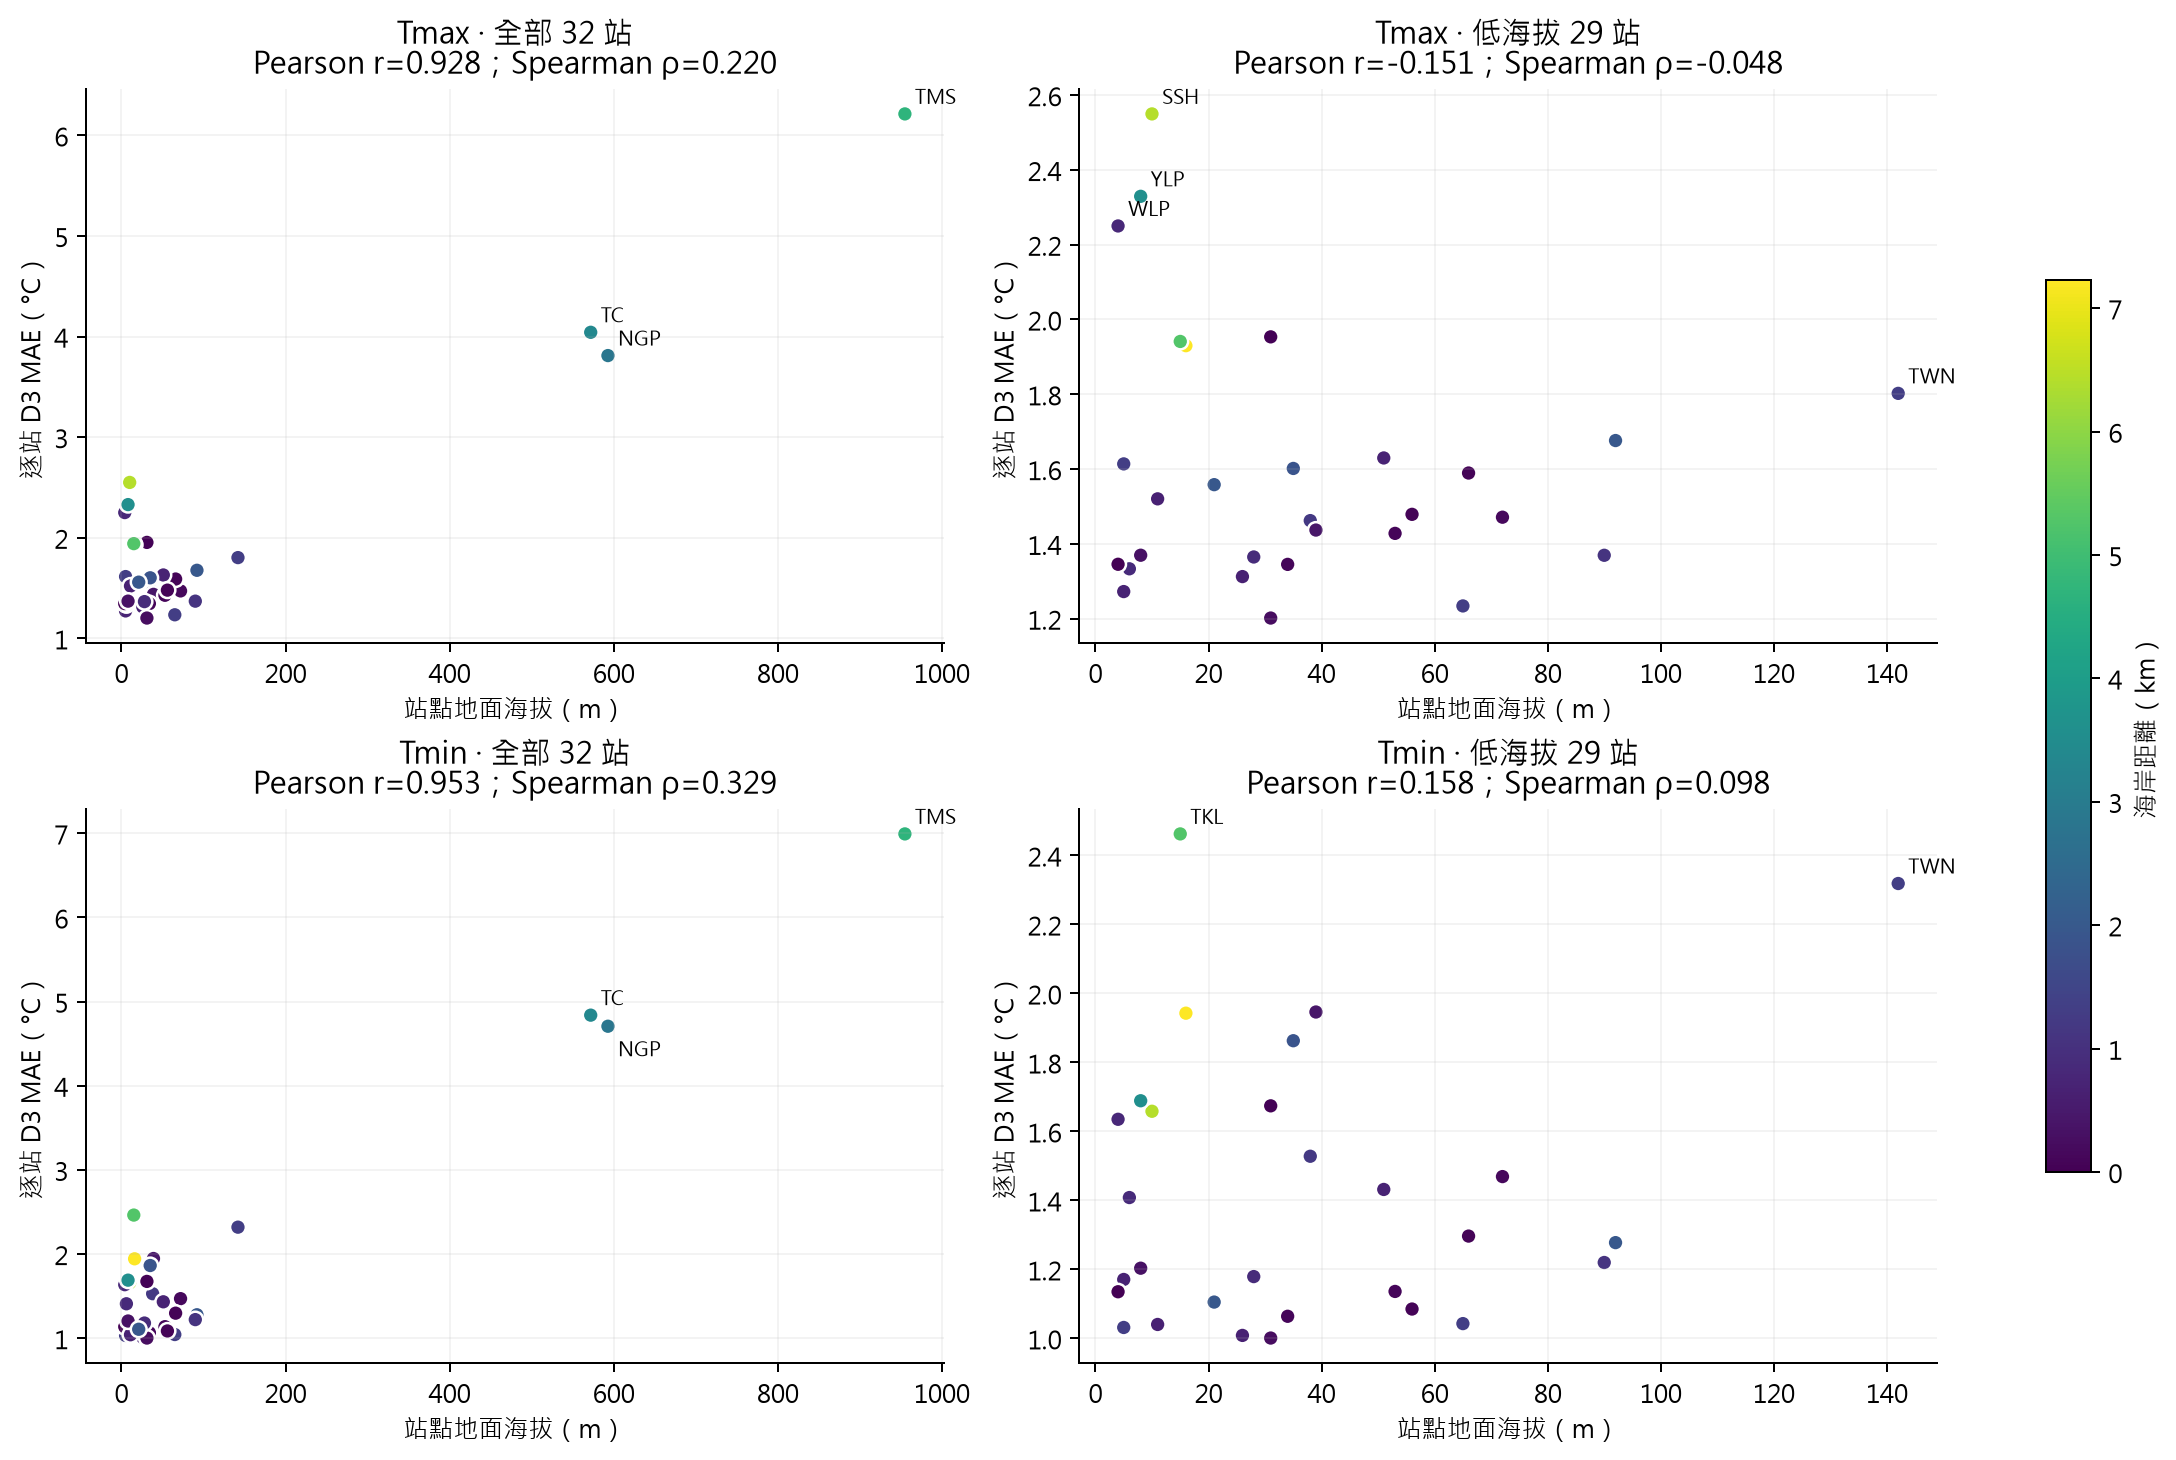 Tmax · 全部 32 站
Pearson r=0.928；Spearman ρ=0.220
逐站 D3 MAE（°C）
6
5
4
3
2
1
TMS
TC
NGP
0 200 400 600 800 1000
站點地面海拔（m）
Tmax · 低海拔 29 站
Pearson r=-0.151；Spearman ρ=-0.048
逐站 D3 MAE（°C）
2.6
2.4
2.2
2.0
1.8
1.6
1.4
1.2
SSH
YLP
WLP
TWN
0 20 40 60 80 100 120 140
站點地面海拔（m）
Tmin · 全部 32 站
Pearson r=0.953；Spearman ρ=0.329
逐站 D3 MAE（°C）
7
6
5
4
3
2
1
TMS
TC
NGP
0 200 400 600 800 1000
站點地面海拔（m）
Tmin · 低海拔 29 站
Pearson r=0.158；Spearman ρ=0.098
逐站 D3 MAE（°C）
2.4
2.2
2.0
1.8
1.6
1.4
1.2
1.0
TKL
TWN
0 20 40 60 80 100 120 140
站點地面海拔（m）
7
6
5
4
3
2
1
0
海岸距離（km）